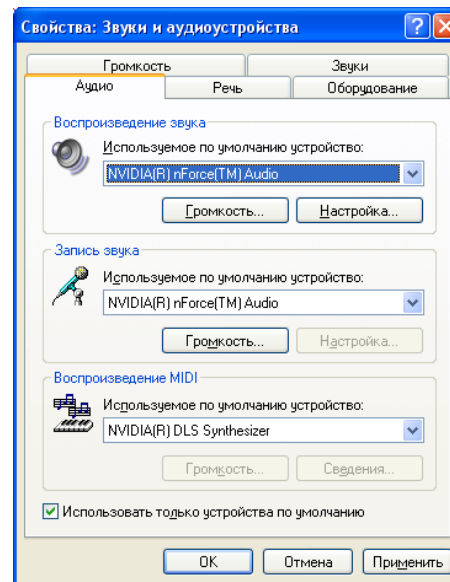 Свойства: Звуки и аудиоустройства
Громкость Звуки
Аудио Речь Оборудование
Воспроизведение звука
Используемое по умолчанию устройство:
NVIDIA(R) nForce(TM) Audio
Громкость... Настройка...
Запись звука
Используемое по умолчанию устройство:
NVIDIA(R) nForce(TM) Audio
Громкость... Настройка...
Воспроизведение MIDI
Используемое по умолчанию устройство:
NVIDIA(R) DLS Synthesizer
Громкость... Сведения...
Использовать только устройства по умолчанию
OK Отмена Применить